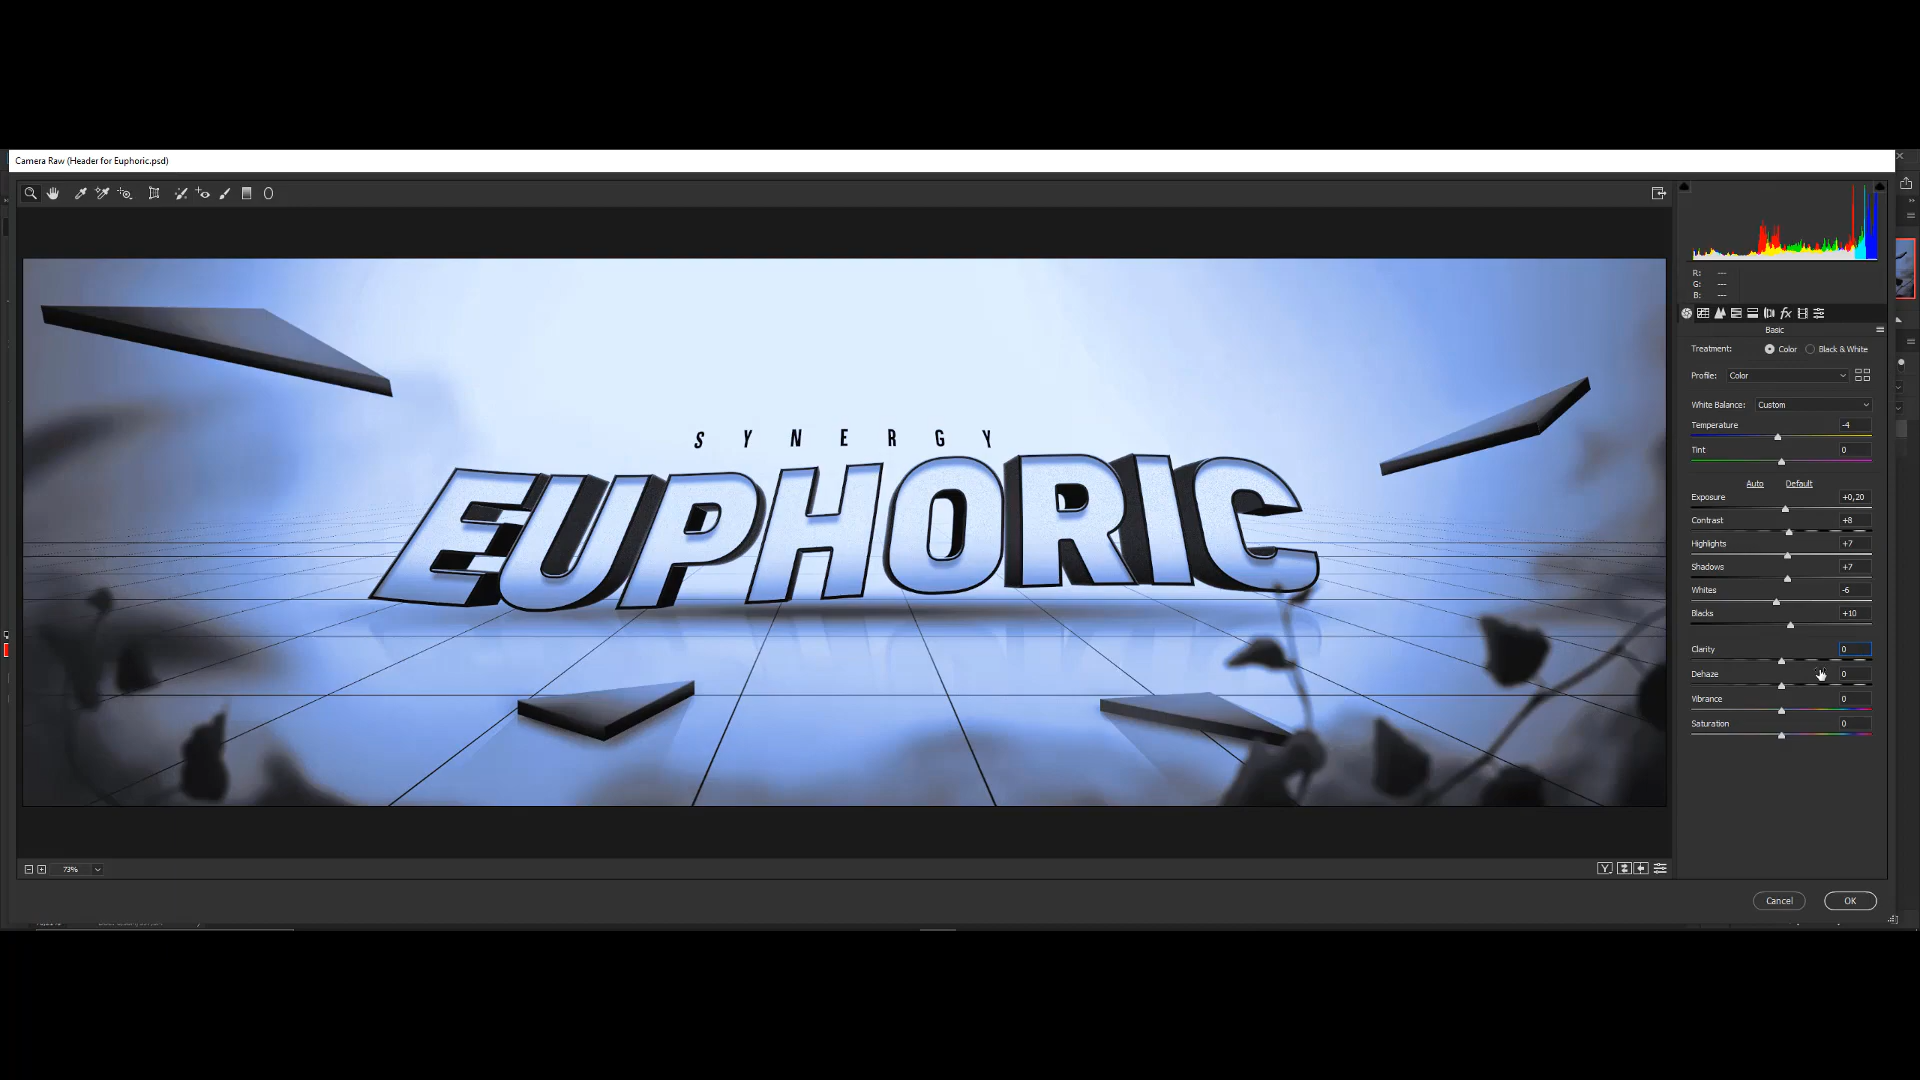 Camera Raw (Header for Euphoric.psd)
R: ---
G: ---
B: ---
Basic
Treatment: Color Black & White
Profile: Color
White Balance: Custom
Temperature -4
Tint 0
Auto Default
Exposure +0,20
Contrast +8
Highlights +7
Shadows +7
Whites -6
Blacks +10
Clarity 0
Dehaze 0
Vibrance 0
Saturation 0
SYNERGY
EUPHORIC
73%
Cancel OK